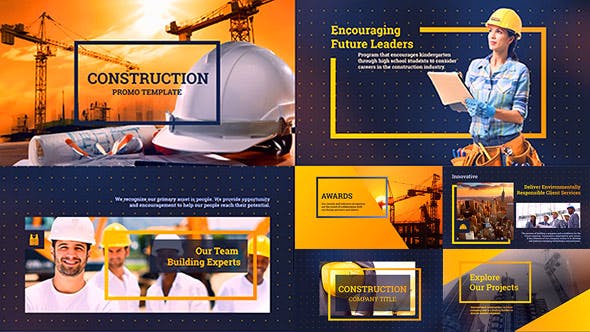 CONSTRUCTION
PROMO TEMPLATE
Encouraging
Future Leaders
Program that encourages kindergarten
through high school students to consider
careers in the construction industry.
We recognize our primary asset is people. We provide opportunity
and encouragement to help our people reach their potential.
Our Team
Building Experts
AWARDS
Innovative
Deliver Environmentally
Responsible Client Services
CONSTRUCTION
COMPANY TITLE
Explore
Our Projects